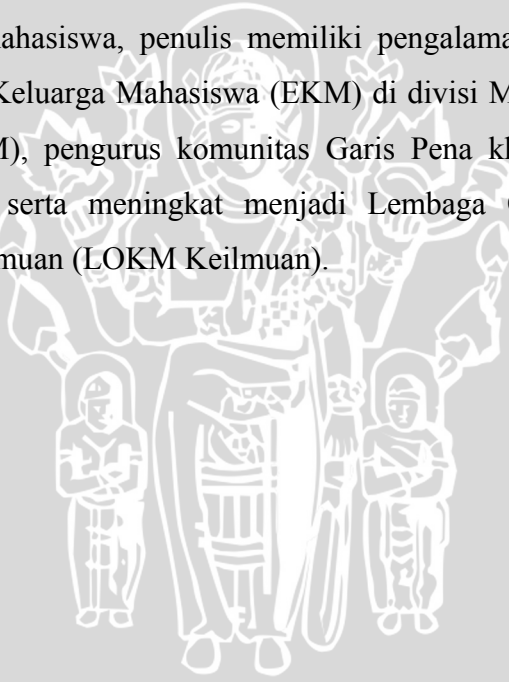 ahasiswa, penulis memiliki pengalama
Keluarga Mahasiswa (EKM) di divisi M
M), pengurus komunitas Garis Pena kh
serta meningkat menjadi Lembaga
muan (LOKM Keilmuan).